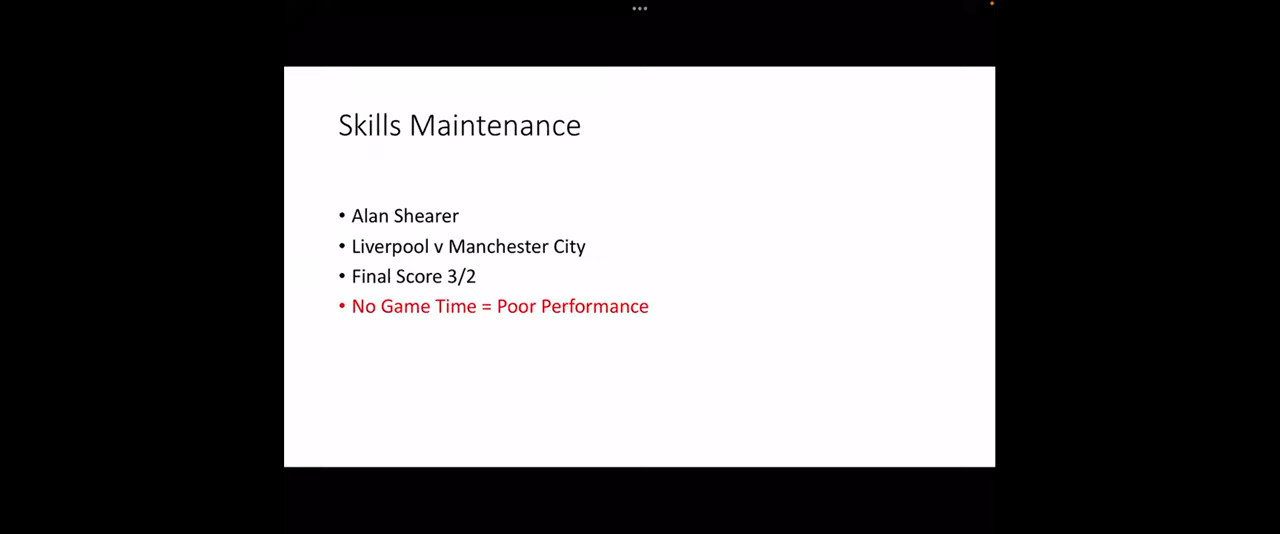 Skills Maintenance
• Alan Shearer
• Liverpool v Manchester City
• Final Score 3/2
• No Game Time = Poor Performance